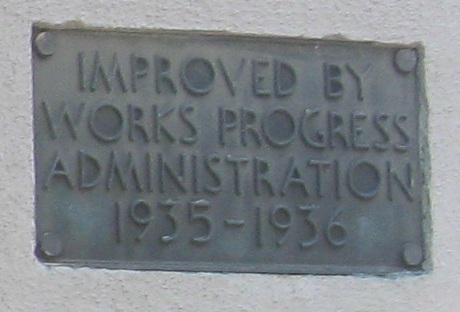 IMPROVED BY
WORKS PROGRESS
ADMINISTRATION
1935-1936